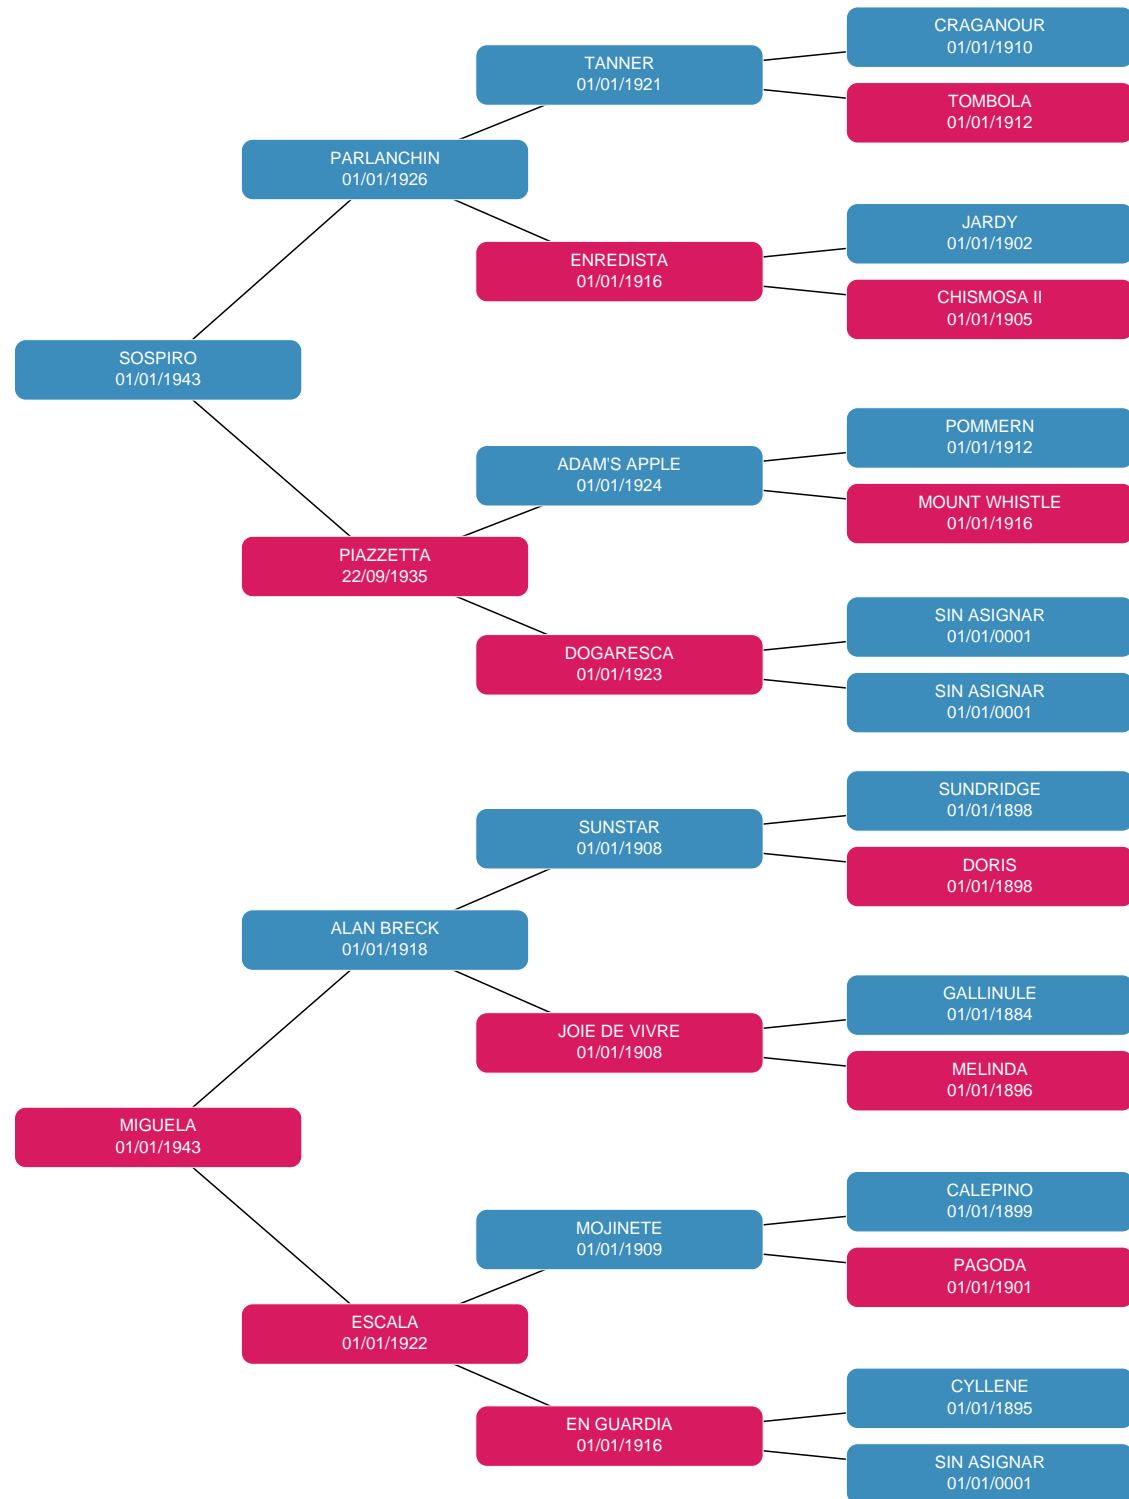 CRAGANOUR
01/01/1910
TANNER
01/01/1921
TOMBOLA
01/01/1912
PARLANCHIN
01/01/1926
JARDY
01/01/1902
ENREDISTA
01/01/1916
CHISMOSA II
01/01/1905
SOSPIRO
01/01/1943
POMMERN
01/01/1912
ADAM'S APPLE
01/01/1924
MOUNT WHISTLE
01/01/1916
PIAZZETTA
22/09/1935
SIN ASIGNAR
01/01/0001
DOGARESCA
01/01/1923
SIN ASIGNAR
01/01/0001
SUNDRIDGE
01/01/1898
SUNSTAR
01/01/1908
DORIS
01/01/1898
ALAN BRECK
01/01/1918
GALLINULE
01/01/1884
JOIE DE VIVRE
01/01/1908
MELINDA
01/01/1896
MIGUELA
01/01/1943
CALEPINO
01/01/1899
MOJINETE
01/01/1909
PAGODA
01/01/1901
ESCALA
01/01/1922
CYLLENE
01/01/1895
EN GUARDIA
01/01/1916
SIN ASIGNAR
01/01/0001